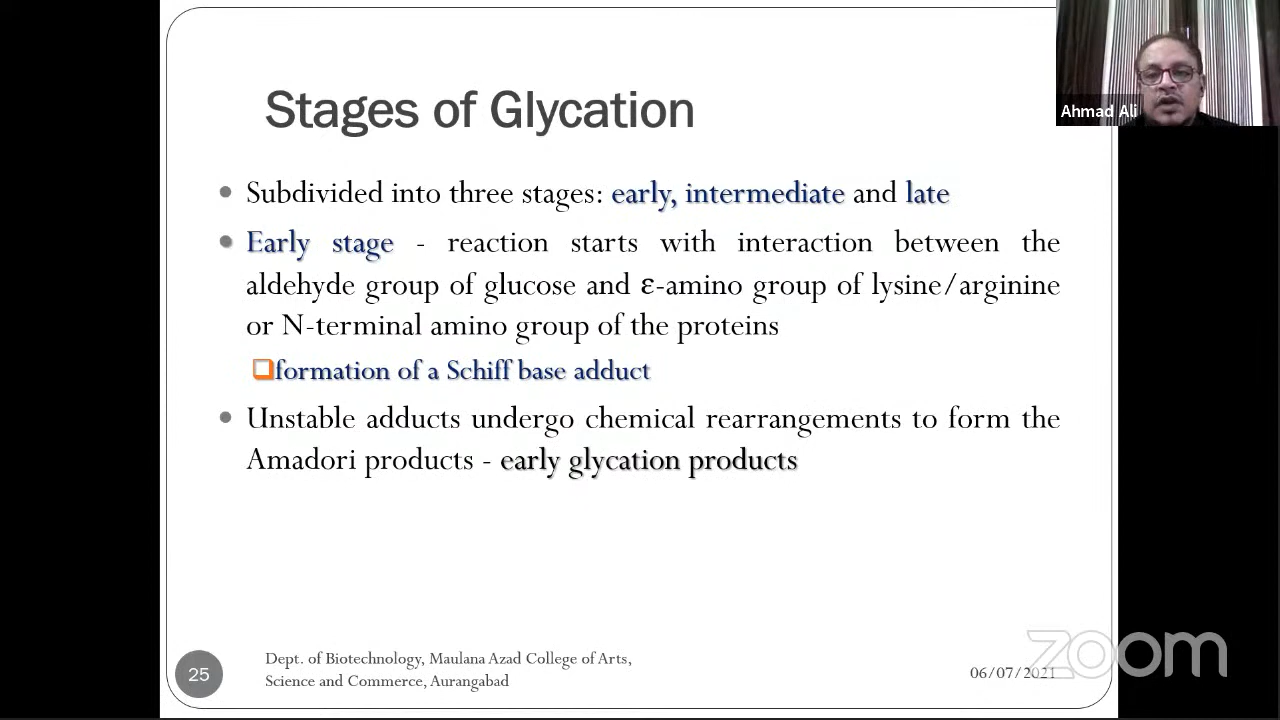 Stages of Glycation
Ahmad Ali
• Subdivided into three stages: early, intermediate and late
• Early stage - reaction starts with interaction between the
aldehyde group of glucose and ε-amino group of lysine/arginine
or N-terminal amino group of the proteins
❑formation of a Schiff base adduct
• Unstable adducts undergo chemical rearrangements to form the
Amadori products - early glycation products
25
Dept. of Biotechnology, Maulana Azad College of Arts,
Science and Commerce, Aurangabad
06/07/2021
zoom